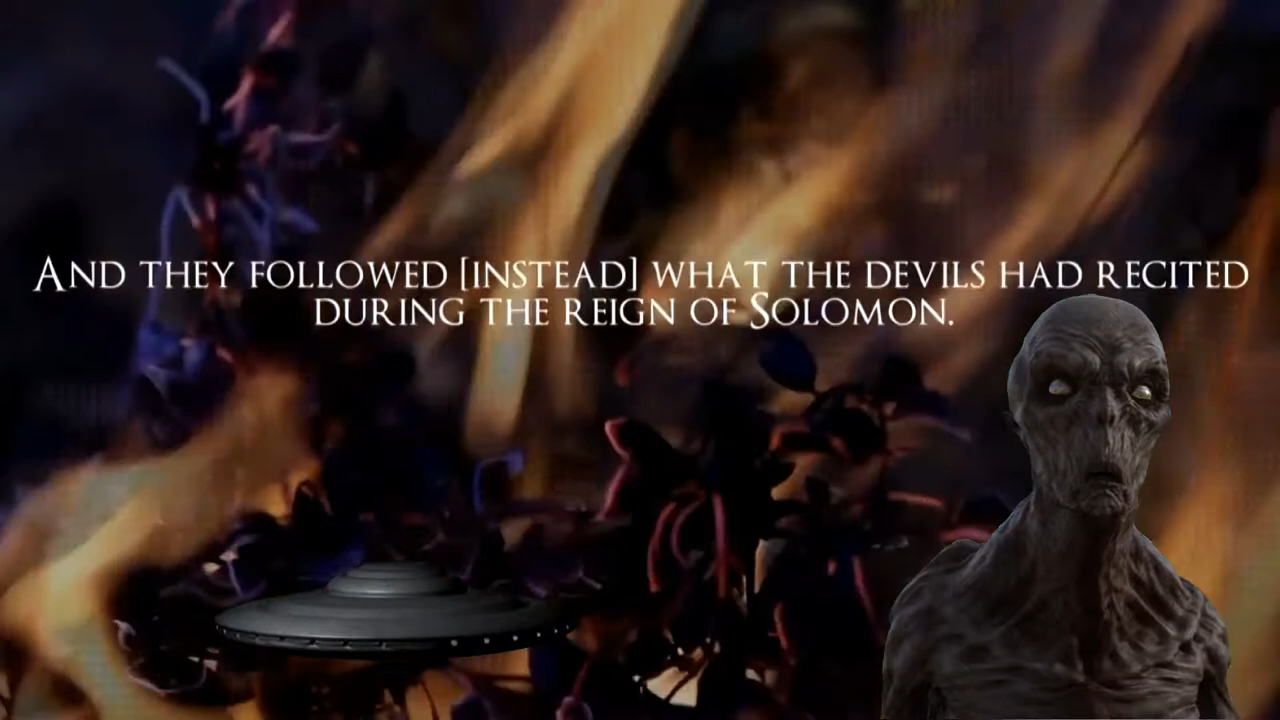 And they followed [instead] what the devils had recited
during the reign of Solomon.